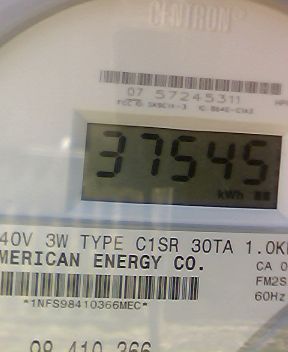 CENTRON®
07 57245311
37545
kWh
40V 3W TYPE C1SR 30TA 1.0K
MERICAN ENERGY CO.
CA 0
FM2S
60Hz
*1NFS98410366MEC*
98 410 366